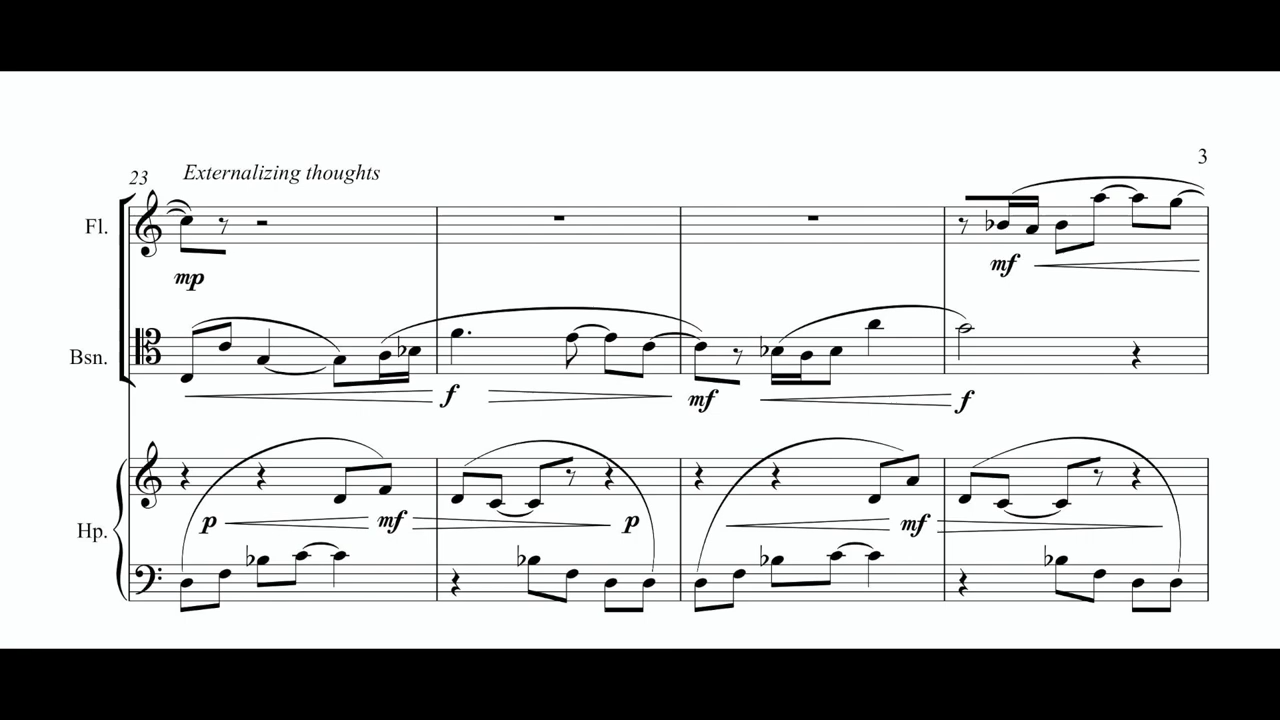 3
23 Externalizing thoughts
Fl.
mp mf
Bsn.
f mf f
Hp.
p mf p mf